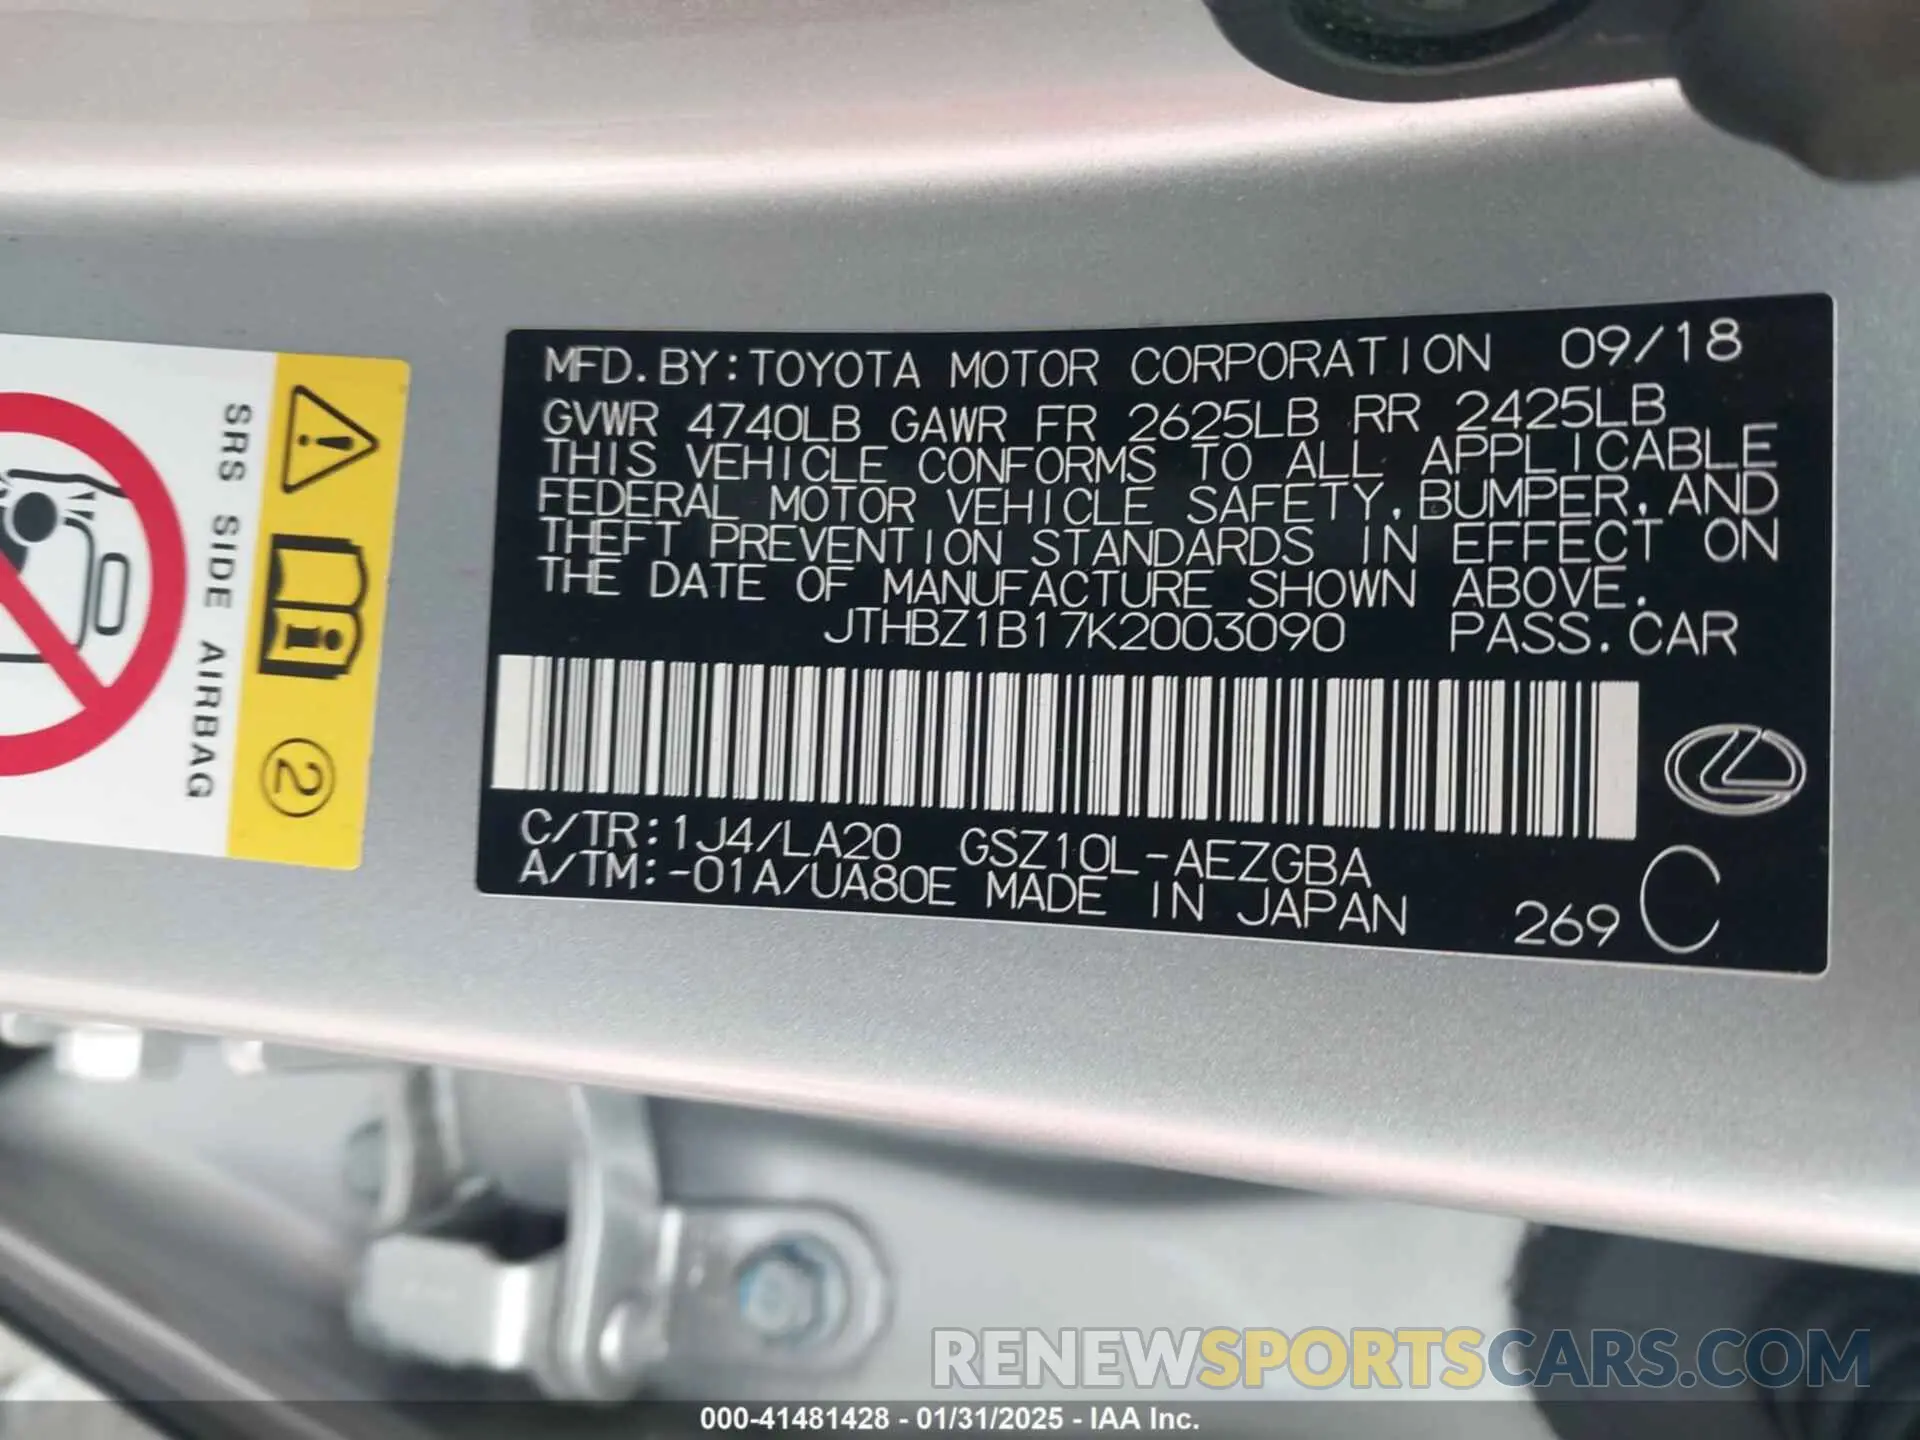 SRS SIDE AIRBAG
2
MFD. BY: TOYOTA MOTOR CORPORATION 09/18
GVWR 4740LB GAWR FR 2625LB RR 2425LB
THIS VEHICLE CONFORMS TO ALL APPLICABLE
FEDERAL MOTOR VEHICLE SAFETY, BUMPER, AND
THEFT PREVENTION STANDARDS IN EFFECT ON
THE DATE OF MANUFACTURE SHOWN ABOVE.
JTHBZ1B17K2003090 PASS. CAR
C/TR: 1J4/LA20 GSZ10L-AEZGBA
A/TM: -01A/UA80E MADE IN JAPAN 269 C
RENEWSPORTSCARS.COM
000-41481428 - 01/31/2025 - IAA Inc.